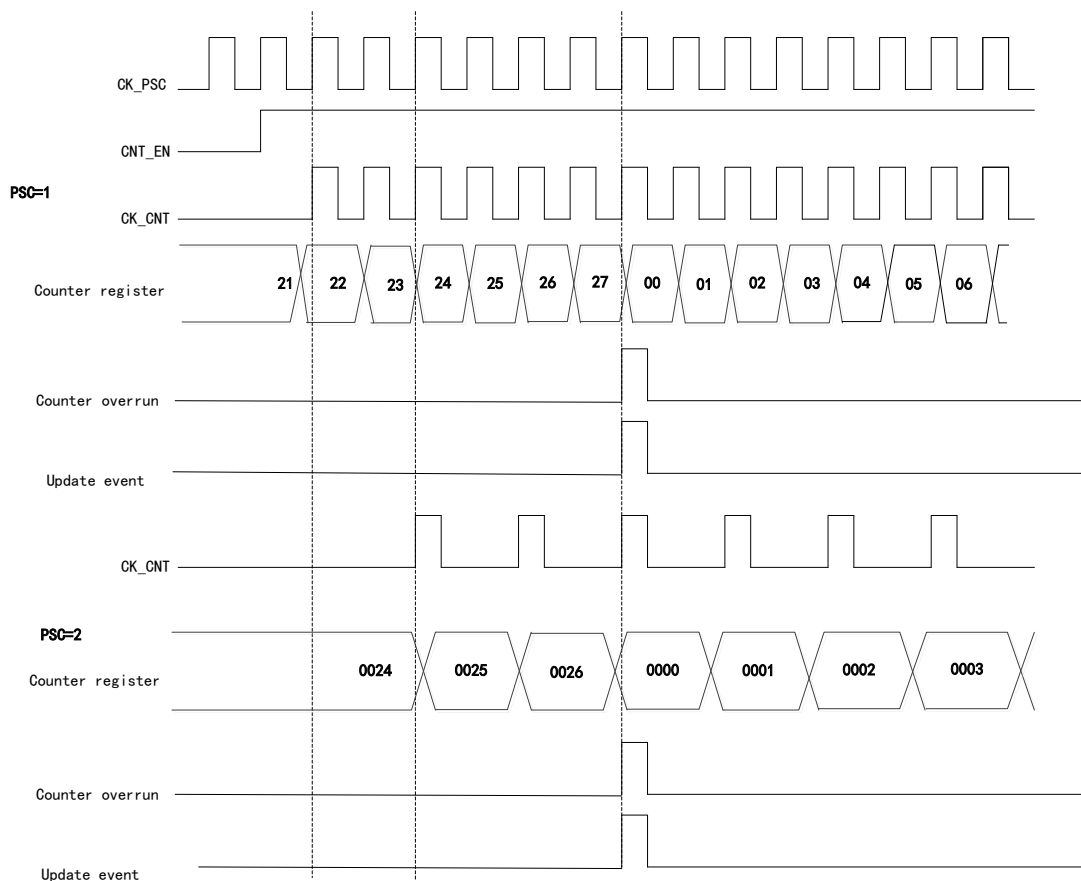 CK_PSC
CNT_EN
PSC=1
CK_CNT
Counter register 21 22 23 24 25 26 27 00 01 02 03 04 05 06
Counter overrun
Update event
CK_CNT
PSC=2
Counter register 0024 0025 0026 0000 0001 0002 0003
Counter overrun
Update event